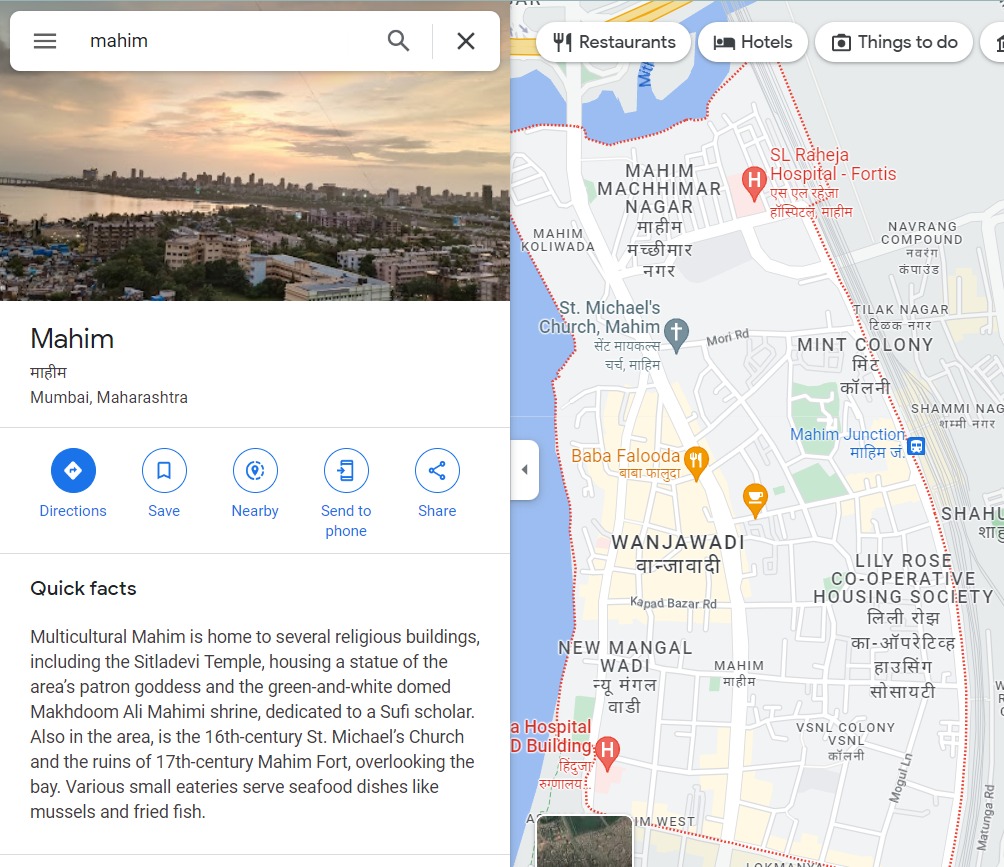 mahim
Restaurants
Hotels
Things to do
Mahim
माहीम
Mumbai, Maharashtra
Directions
Save
Nearby
Send to
phone
Share
Quick facts
Multicultural Mahim is home to several religious buildings,
including the Sitladevi Temple, housing a statue of the
area's patron goddess and the green-and-white domed
Makhdoom Ali Mahimi shrine, dedicated to a Sufi scholar.
Also in the area, is the 16th-century St. Michael's Church
and the ruins of 17th-century Mahim Fort, overlooking the
bay. Various small eateries serve seafood dishes like
mussels and fried fish.
SL Raheja
Hospital - Fortis
एस एल रहेजा
हॉस्पिटल, माहीम
MAHIM
MACHHIMAR
NAGAR
माहीम
मच्छीमार
नगर
MAHIM
KOLIWADA
NAVRANG
COMPOUND
नवरंग
कंपाउंड
St. Michael's
Church, Mahim
सेंट मायकल्स
चर्च, माहिम
Mori Rd
TILAK NAGAR
टिळक नगर
MINT COLONY
मिंट
कॉलनी
SHAMMI NAG
शम्मी नगर
Mahim Junction
माहिम जं.
Baba Falooda
बाबा फालुदा
WANJAWADI
वान्जावादी
SHAHU
LILY ROSE
CO-OPERATIVE
HOUSING SOCIETY
लिली रोझ
का-ऑपरेटिव्ह
हाउसिंग
सोसायटी
Kapad Bazar Rd
NEW MANGAL
WADI
न्यू मंगल
वाडी
MAHIM
माहीम
a Hospital
D Building
हिंदुजा
रुग्णालय..
VSNL COLONY
VSNL
कॉलनी
Mogul Ln
Matunga Rd
IM WEST
LOKMANYA